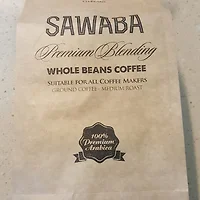 SAWABA
Premium Blending
WHOLE BEANS COFFEE
SUITABLE FOR ALL COFFEE MAKERS
GROUND COFFEE - MEDIUM ROAST
100%
Premium
Arabica